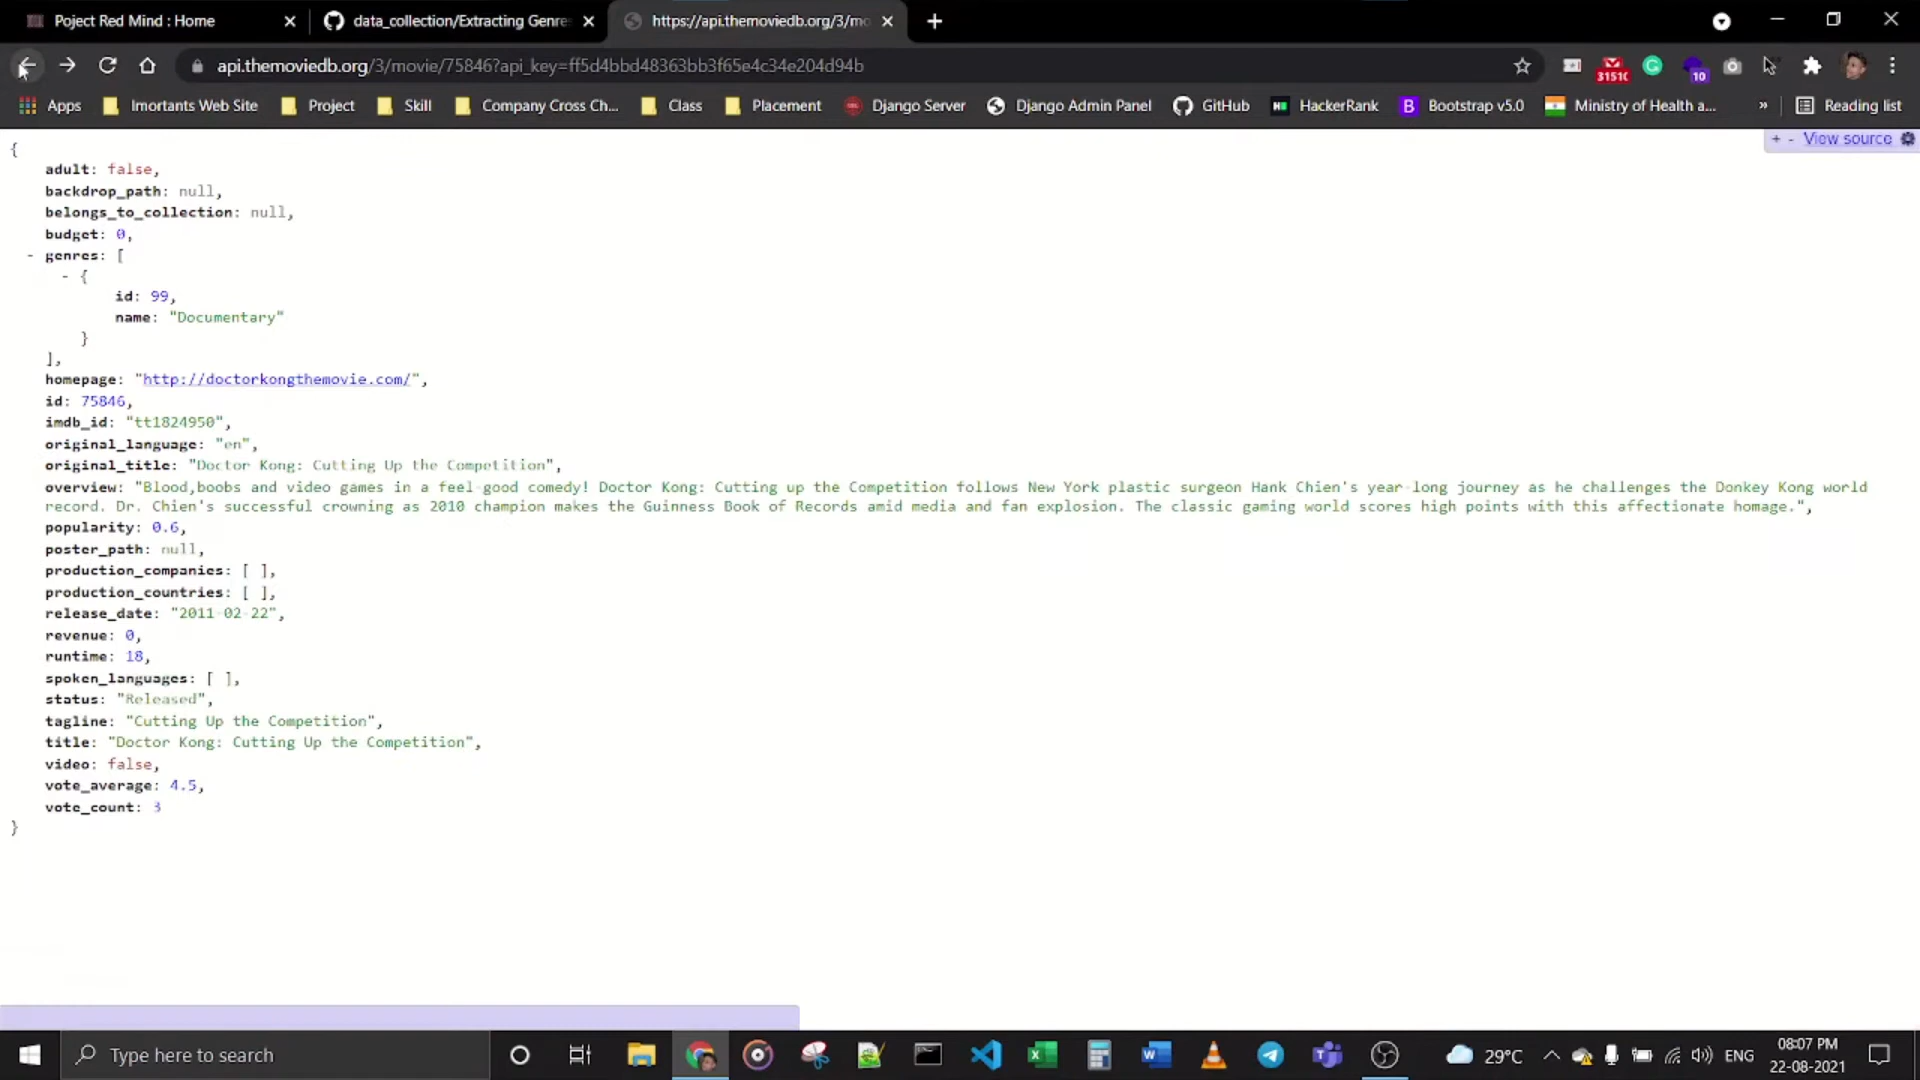 Poject Red Mind : Home
data_collection/Extracting Genre
https://api.themoviedb.org/3/mo
api.themoviedb.org/3/movie/75846?api_key=ff5d4bbd48363bb3f65e4c34e204d94b
3151(
10
Apps
Imortants Web Site
Project
Skill
Company Cross Ch...
Class
Placement
Django Server
Django Admin Panel
GitHub
HackerRank
B Bootstrap v5.0
Ministry of Health a...
»
Reading list
+ - View source
{
adult: false,
backdrop_path: null,
belongs_to_collection: null,
budget: 0,
- genres: [
- {
id: 99,
name: "Documentary"
}
],
homepage: "http://doctorkongthemovie.com/",
id: 75846,
imdb_id: "tt1824950",
original_language: "en",
original_title: "Doctor Kong: Cutting Up the Competition",
overview: "Blood,boobs and video games in a feel-good comedy! Doctor Kong: Cutting up the Competition follows New York plastic surgeon Hank Chien's year-long journey as he challenges the Donkey Kong world
record. Dr. Chien's successful crowning as 2010 champion makes the Guinness Book of Records amid media and fan explosion. The classic gaming world scores high points with this affectionate homage.",
popularity: 0.6,
poster_path: null,
production_companies: [ ],
production_countries: [ ],
release_date: "2011-02-22",
revenue: 0,
runtime: 18,
spoken_languages: [ ],
status: "Released",
tagline: "Cutting Up the Competition",
title: "Doctor Kong: Cutting Up the Competition",
video: false,
vote_average: 4.5,
vote_count: 3
}
Type here to search
29°C
ENG
08:07 PM
22-08-2021